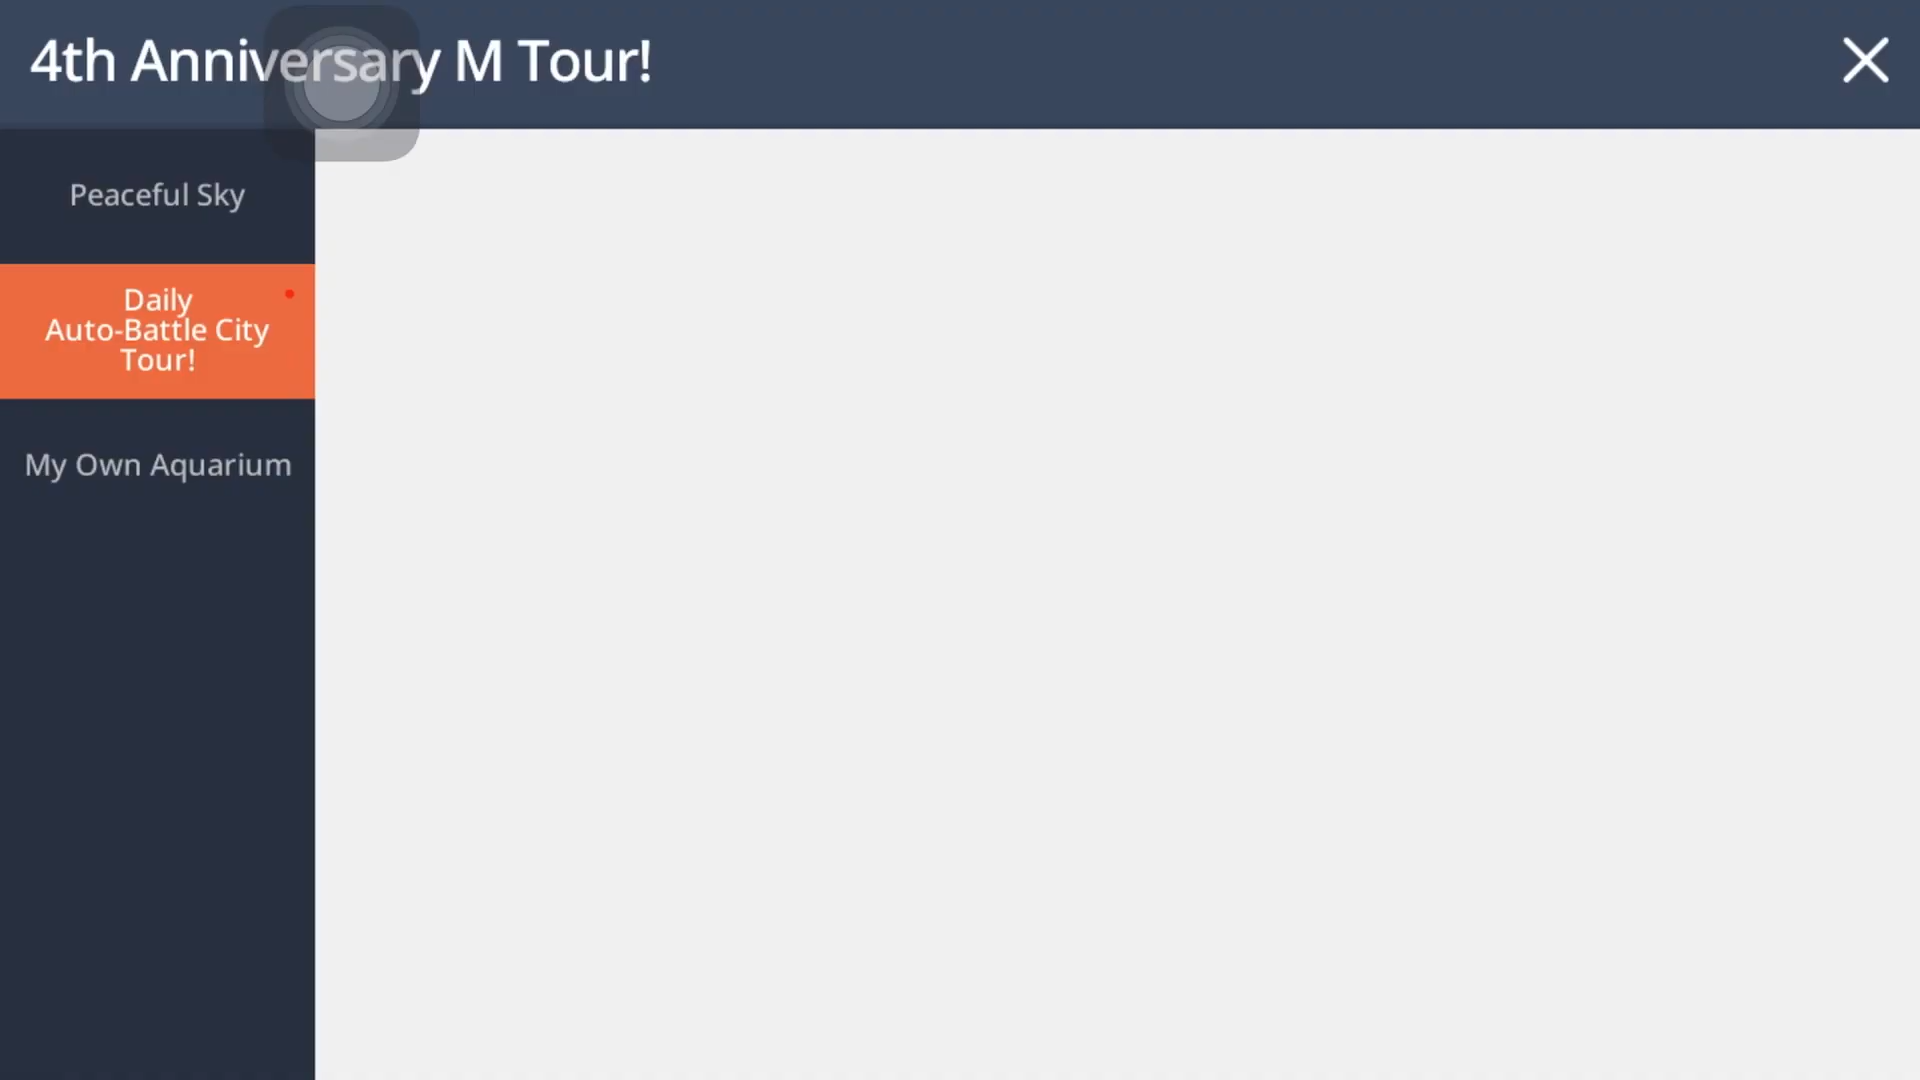 4th Anniversary M Tour!
Peaceful Sky
Daily
Auto-Battle City
Tour!
My Own Aquarium